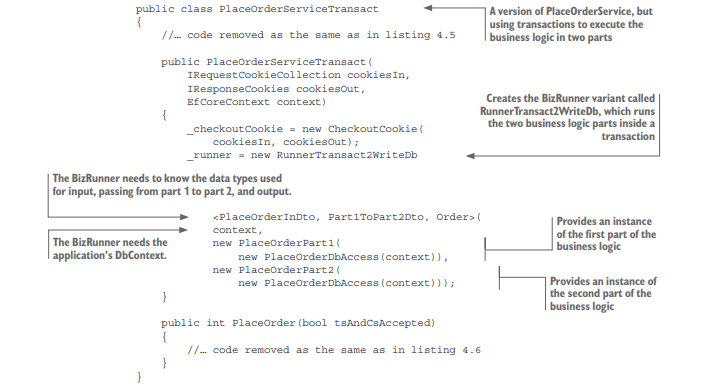 public class PlaceOrderServiceTransact
{
//… code removed as the same as in listing 4.5
A version of PlaceOrderService, but
using transactions to execute the
business logic in two parts
public PlaceOrderServiceTransact(
IRequestCookieCollection cookiesIn,
IResponseCookies cookiesOut,
EfCoreContext context)
{
_checkoutCookie = new CheckoutCookie(
cookiesIn, cookiesOut);
_runner = new RunnerTransact2WriteDb
Creates the BizRunner variant called
RunnerTransact2WriteDb, which runs
the two business logic parts inside a
transaction
The BizRunner needs to know the data types used
for input, passing from part 1 to part 2, and output.
<PlaceOrderInDto, Part1ToPart2Dto, Order>(
context,
The BizRunner needs the
application's DbContext.
new PlaceOrderPart1(
new PlaceOrderDbAccess(context)),
new PlaceOrderPart2(
new PlaceOrderDbAccess(context)));
Provides an instance
of the first part of the
business logic
Provides an instance of
the second part of the
business logic
}
public int PlaceOrder(bool tsAndCsAccepted)
{
//… code removed as the same as in listing 4.6
}
}